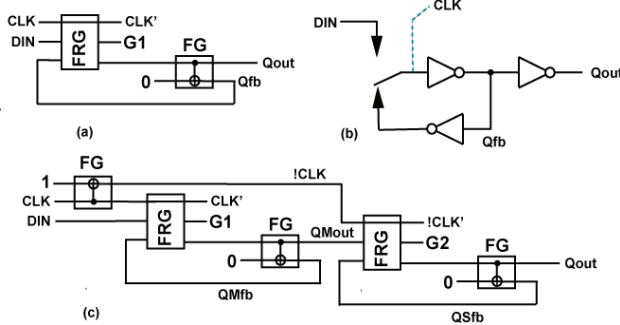 CLK
CLK'
DIN
FRG
G1
FG
0
Qout
Qfb
(a)
CLK
DIN
Qout
Qfb
(b)
FG
1
!CLK
CLK
CLK'
DIN
FRG
G1
FG
QMout
0
QMfb
!CLK'
FRG
G2
FG
Qout
0
QSfb
(c)